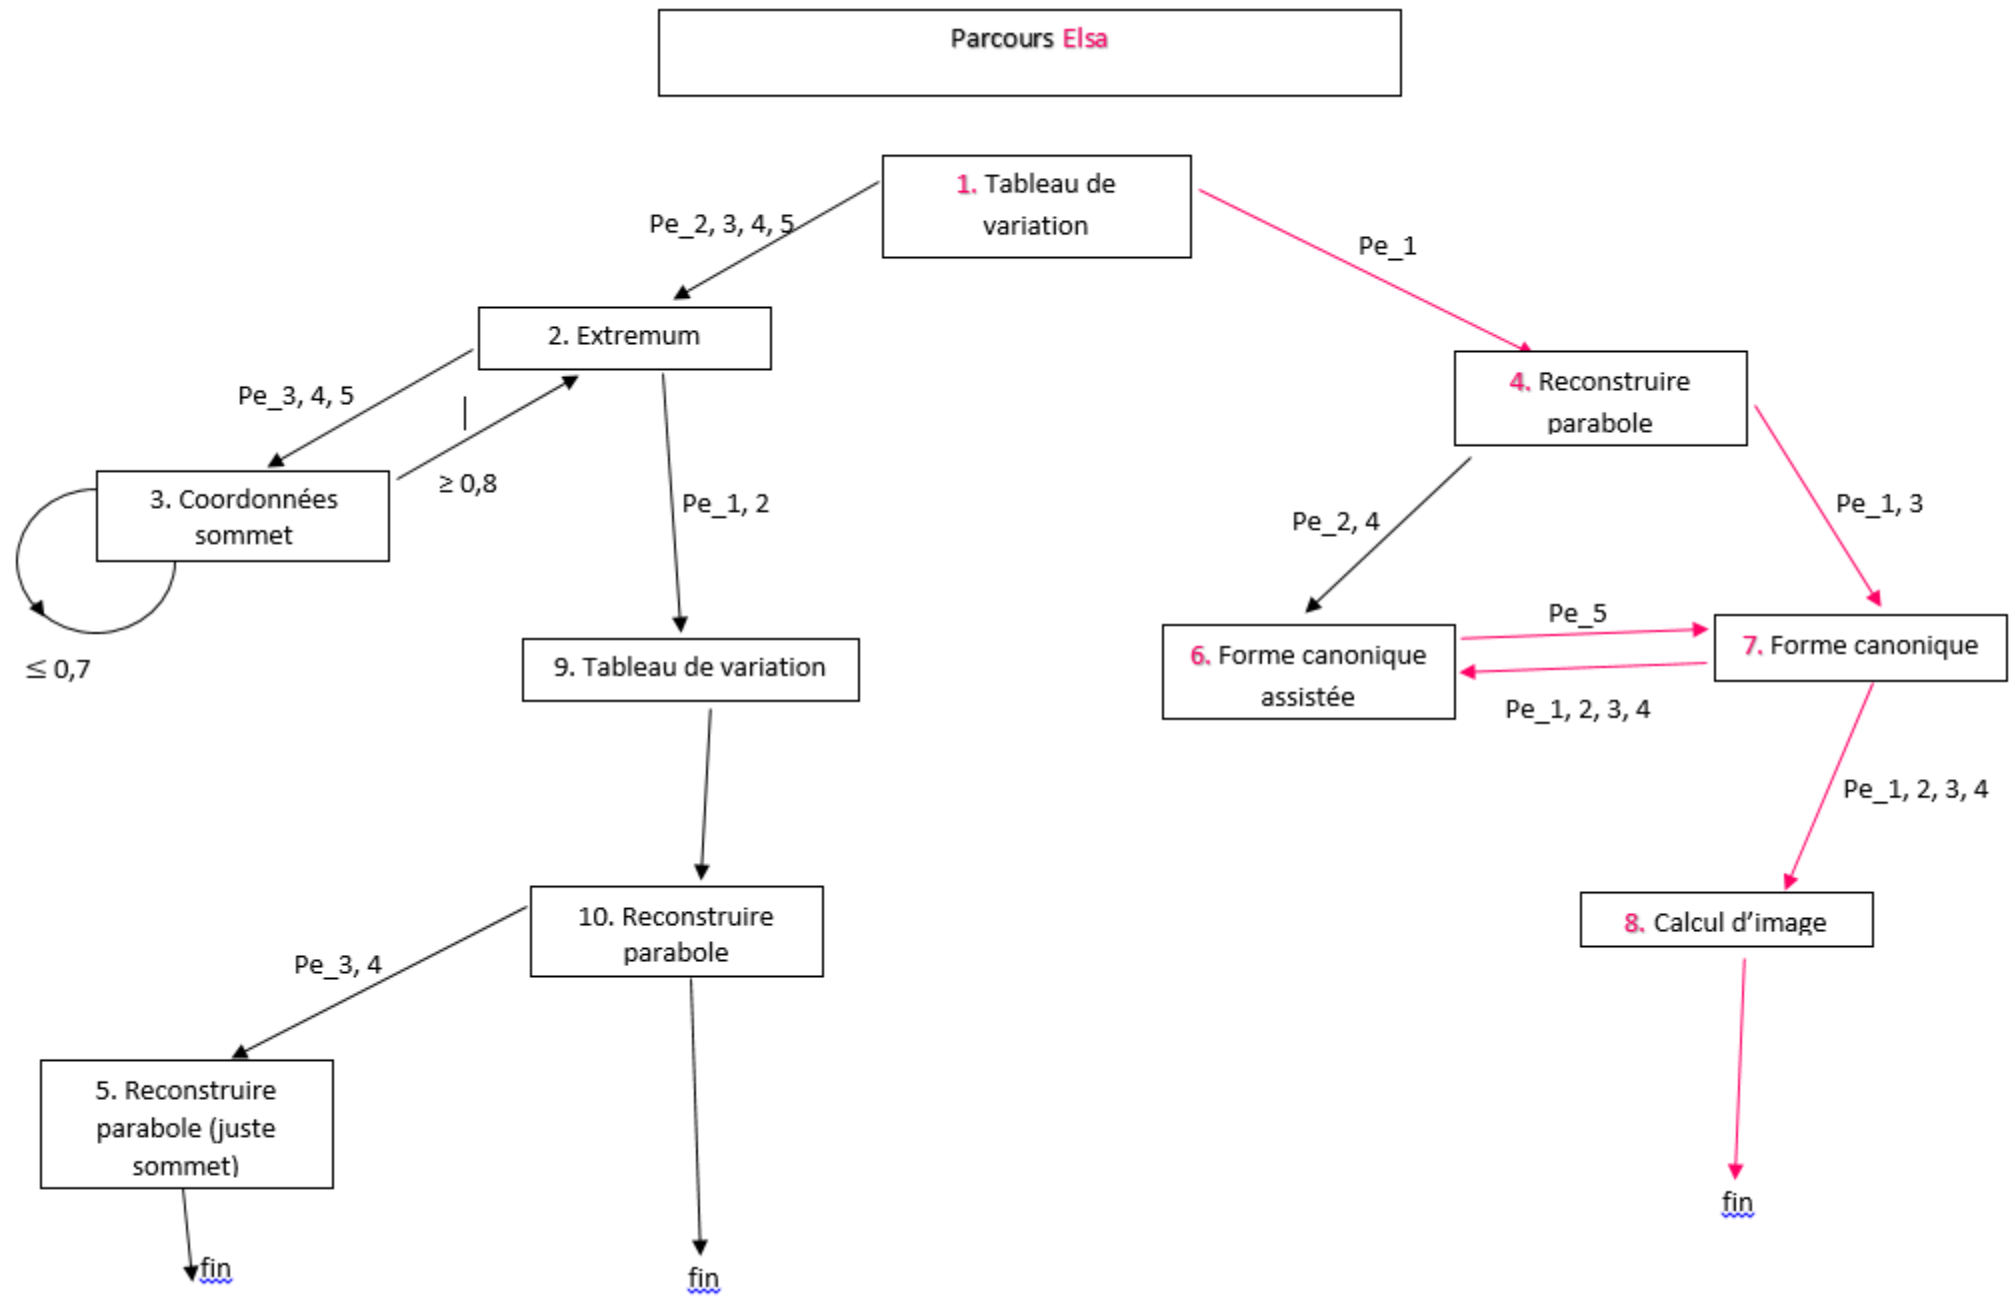 Parcours Elsa
1. Tableau de
variation
Pe_2, 3, 4, 5
Pe_1
2. Extremum
4. Reconstruire
parabole
Pe_3, 4, 5
≥ 0,8
3. Coordonnées
sommet
≤ 0,7
Pe_1, 2
Pe_2, 4
Pe_1, 3
Pe_5
6. Forme canonique
assistée
7. Forme canonique
Pe_1, 2, 3, 4
9. Tableau de variation
Pe_1, 2, 3, 4
8. Calcul d’image
10. Reconstruire
parabole
Pe_3, 4
5. Reconstruire
parabole (juste
sommet)
fin
fin
fin